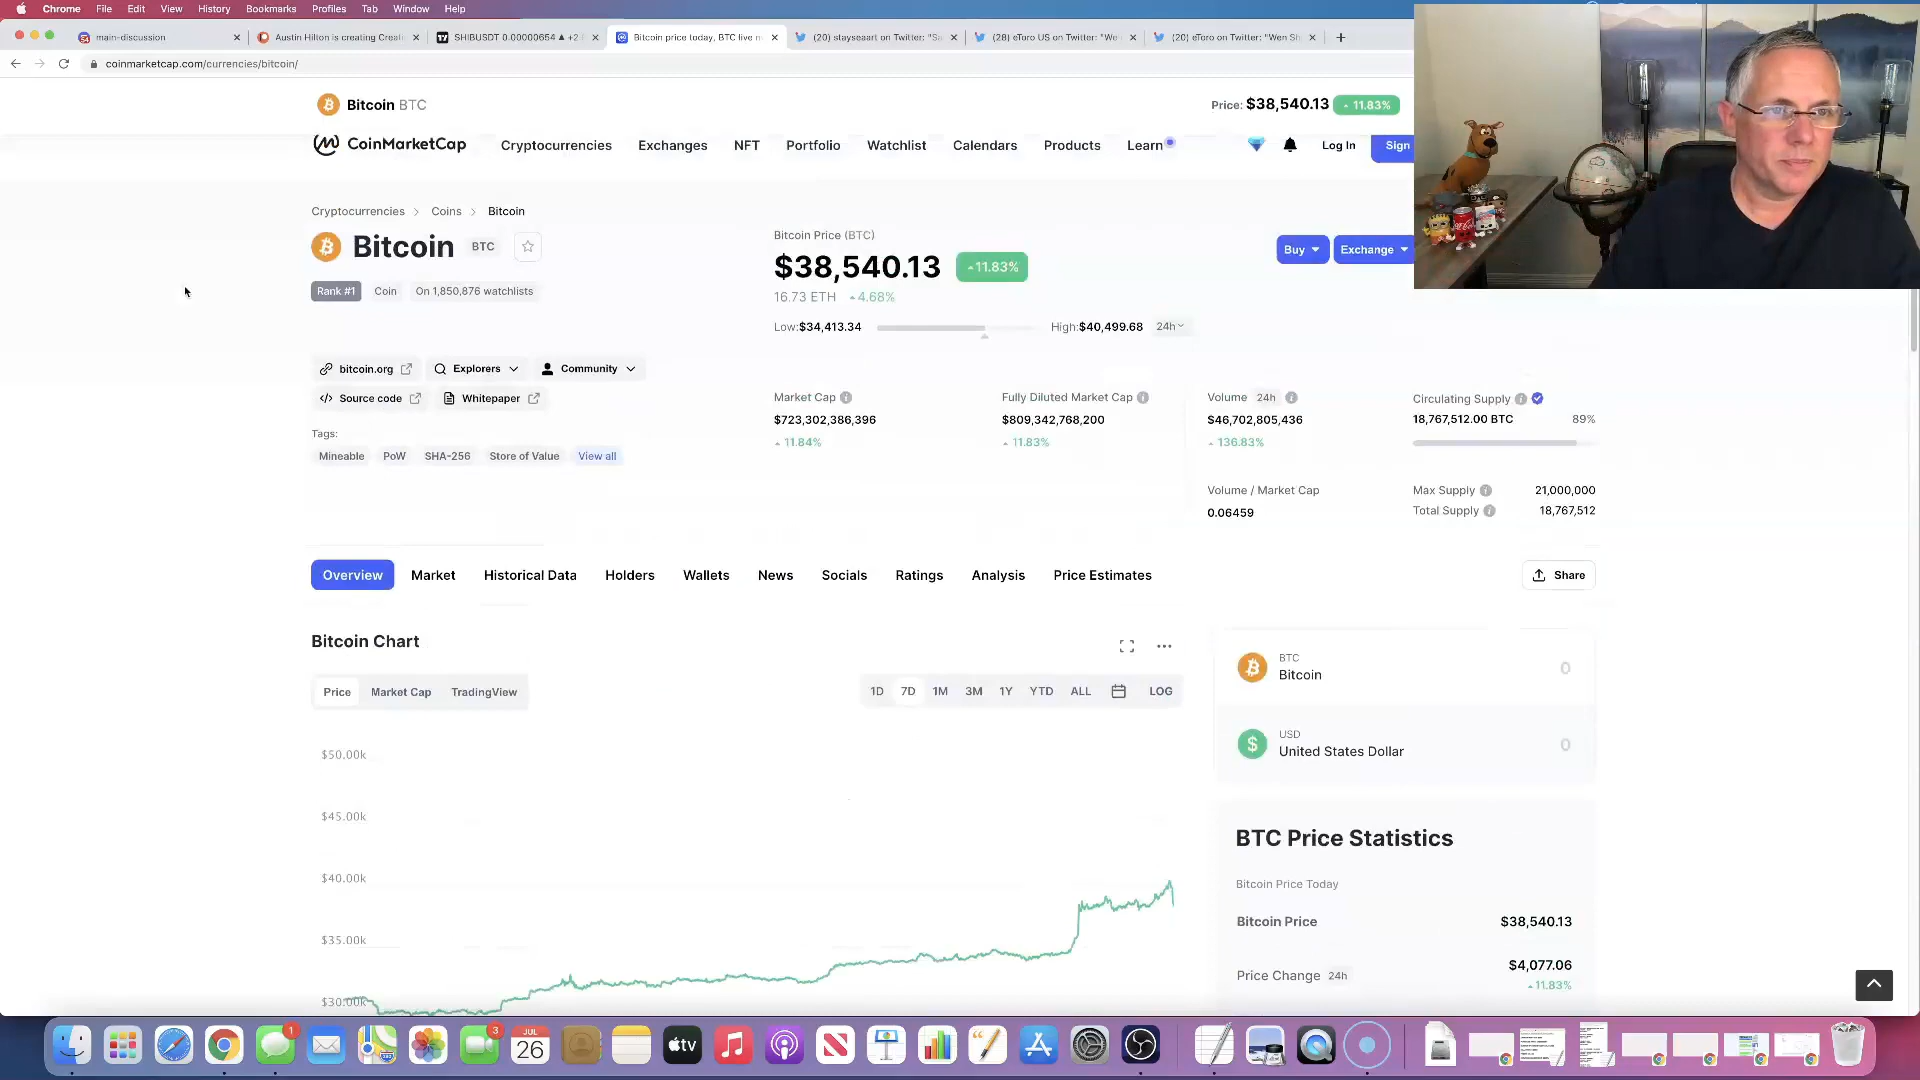 Chrome File Edit View History Bookmarks Profiles Tab Window Help
main-discussion
Austin Hilton is creating Creat
SHIBUSDT 0.00000654 ▲ +2
Bitcoin price today, BTC live m
(20) stayseaart on Twitter: "Sa
(28) eToro US on Twitter: "We
(20) eToro on Twitter: "Wen Sh
coinmarketcap.com/currencies/bitcoin/
Bitcoin BTC
Price: $38,540.13 11.83%
CoinMarketCap
Cryptocurrencies Exchanges NFT Portfolio Watchlist Calendars Products Learn
Log In Sign
Cryptocurrencies > Coins > Bitcoin
Bitcoin BTC
Rank #1 Coin On 1,850,876 watchlists
bitcoin.org Explorers Community
Source code Whitepaper
Tags:
Mineable PoW SHA-256 Store of Value View all
Bitcoin Price (BTC)
$38,540.13 11.83%
16.73 ETH 4.68%
Low:$34,413.34 High:$40,499.68 24h
Buy Exchange
Market Cap
$723,302,386,396
11.84%
Fully Diluted Market Cap
$809,342,768,200
11.83%
Volume 24h
$46,702,805,436
136.83%
Volume / Market Cap
0.06459
Circulating Supply
18,767,512.00 BTC 89%
Max Supply 21,000,000
Total Supply 18,767,512
Overview Market Historical Data Holders Wallets News Socials Ratings Analysis Price Estimates
Share
Bitcoin Chart
Price Market Cap TradingView
1D 7D 1M 3M 1Y YTD ALL LOG
$50.00k
$45.00k
$40.00k
$35.00k
$30.00k
BTC
Bitcoin 0
USD
United States Dollar 0
BTC Price Statistics
Bitcoin Price Today
Bitcoin Price $38,540.13
Price Change 24h $4,077.06
11.83%
1
3
JUL
26
tv